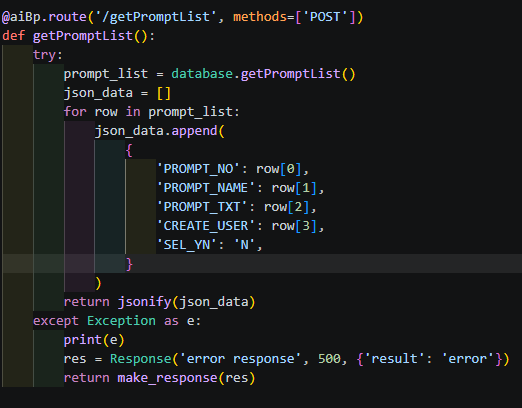 @aiBp.route('/getPromptList', methods=['POST'])
def getPromptList():
    try:
        prompt_list = database.getPromptList()
        json_data = []
        for row in prompt_list:
            json_data.append(
                {
                    'PROMPT_NO': row[0],
                    'PROMPT_NAME': row[1],
                    'PROMPT_TXT': row[2],
                    'CREATE_USER': row[3],
                    'SEL_YN': 'N',
                }
            )
        return jsonify(json_data)
    except Exception as e:
        print(e)
        res = Response('error response', 500, {'result': 'error'})
        return make_response(res)